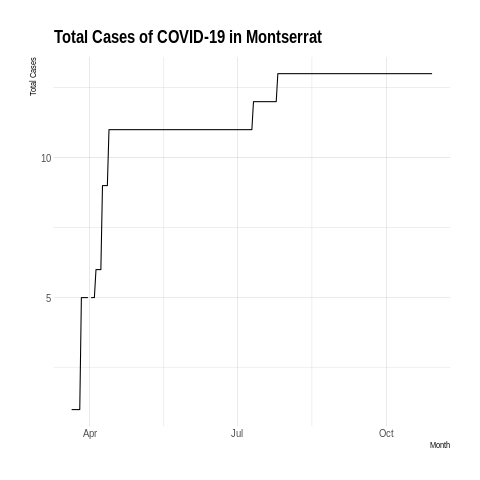 Total Cases of COVID-19 in Montserrat
Total Cases
10
5
Apr Jul Oct
Month